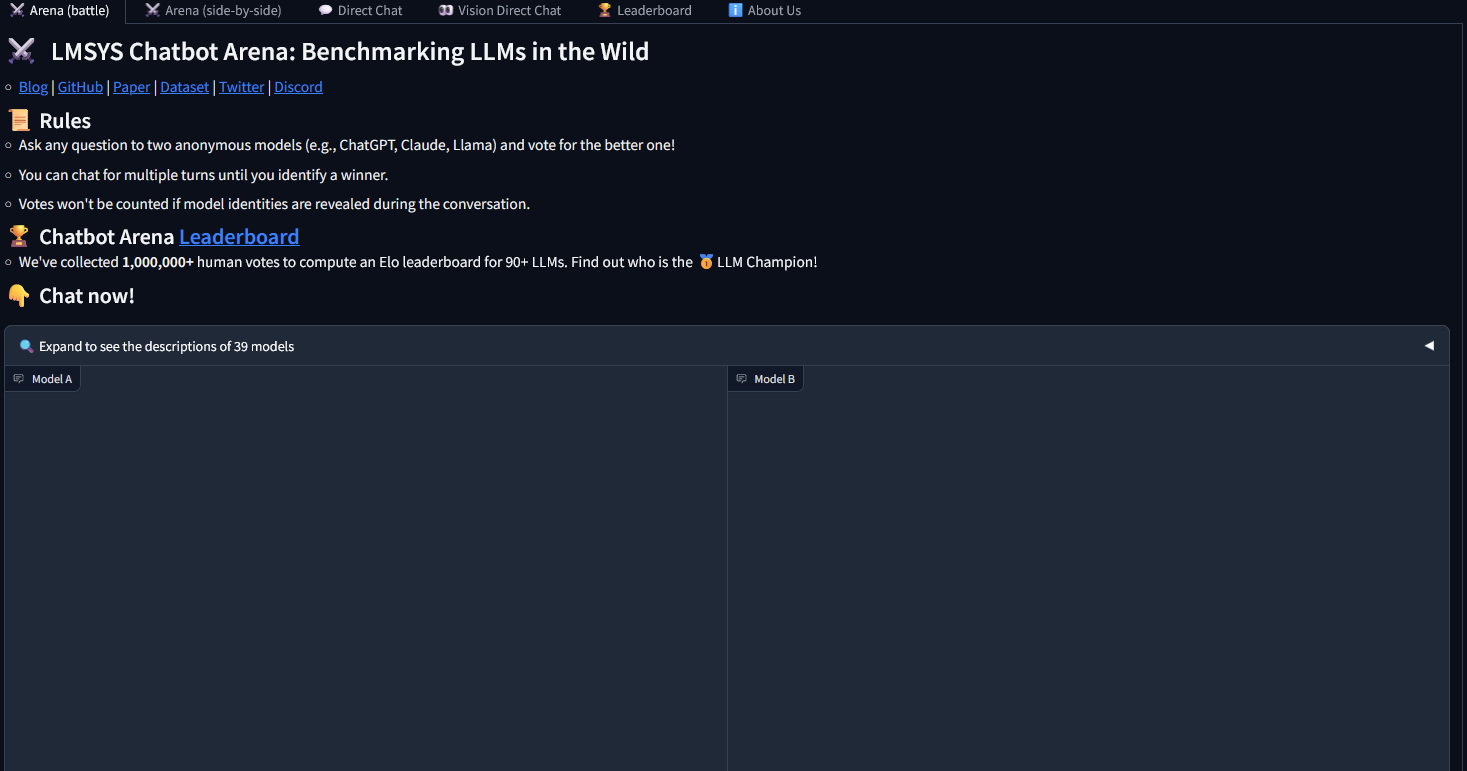 Arena (battle) Arena (side-by-side) Direct Chat Vision Direct Chat Leaderboard About Us
LMSYS Chatbot Arena: Benchmarking LLMs in the Wild
Blog | GitHub | Paper | Dataset | Twitter | Discord
Rules
Ask any question to two anonymous models (e.g., ChatGPT, Claude, Llama) and vote for the better one!
You can chat for multiple turns until you identify a winner.
Votes won't be counted if model identities are revealed during the conversation.
Chatbot Arena Leaderboard
We've collected 1,000,000+ human votes to compute an Elo leaderboard for 90+ LLMs. Find out who is the 🥇 LLM Champion!
Chat now!
Expand to see the descriptions of 39 models
Model A Model B